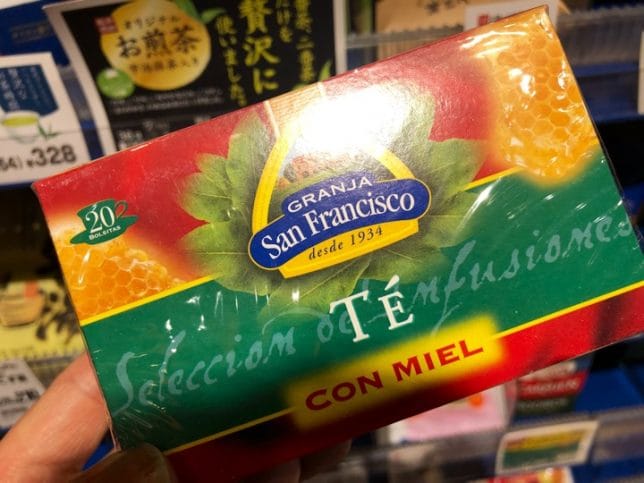 オリジナル
お煎茶
贅沢に
使いました。
¥328
GRANJA
San Francisco
desde 1934
20
BOLSITAS
TÉ
Selección de infusiones
CON MIEL